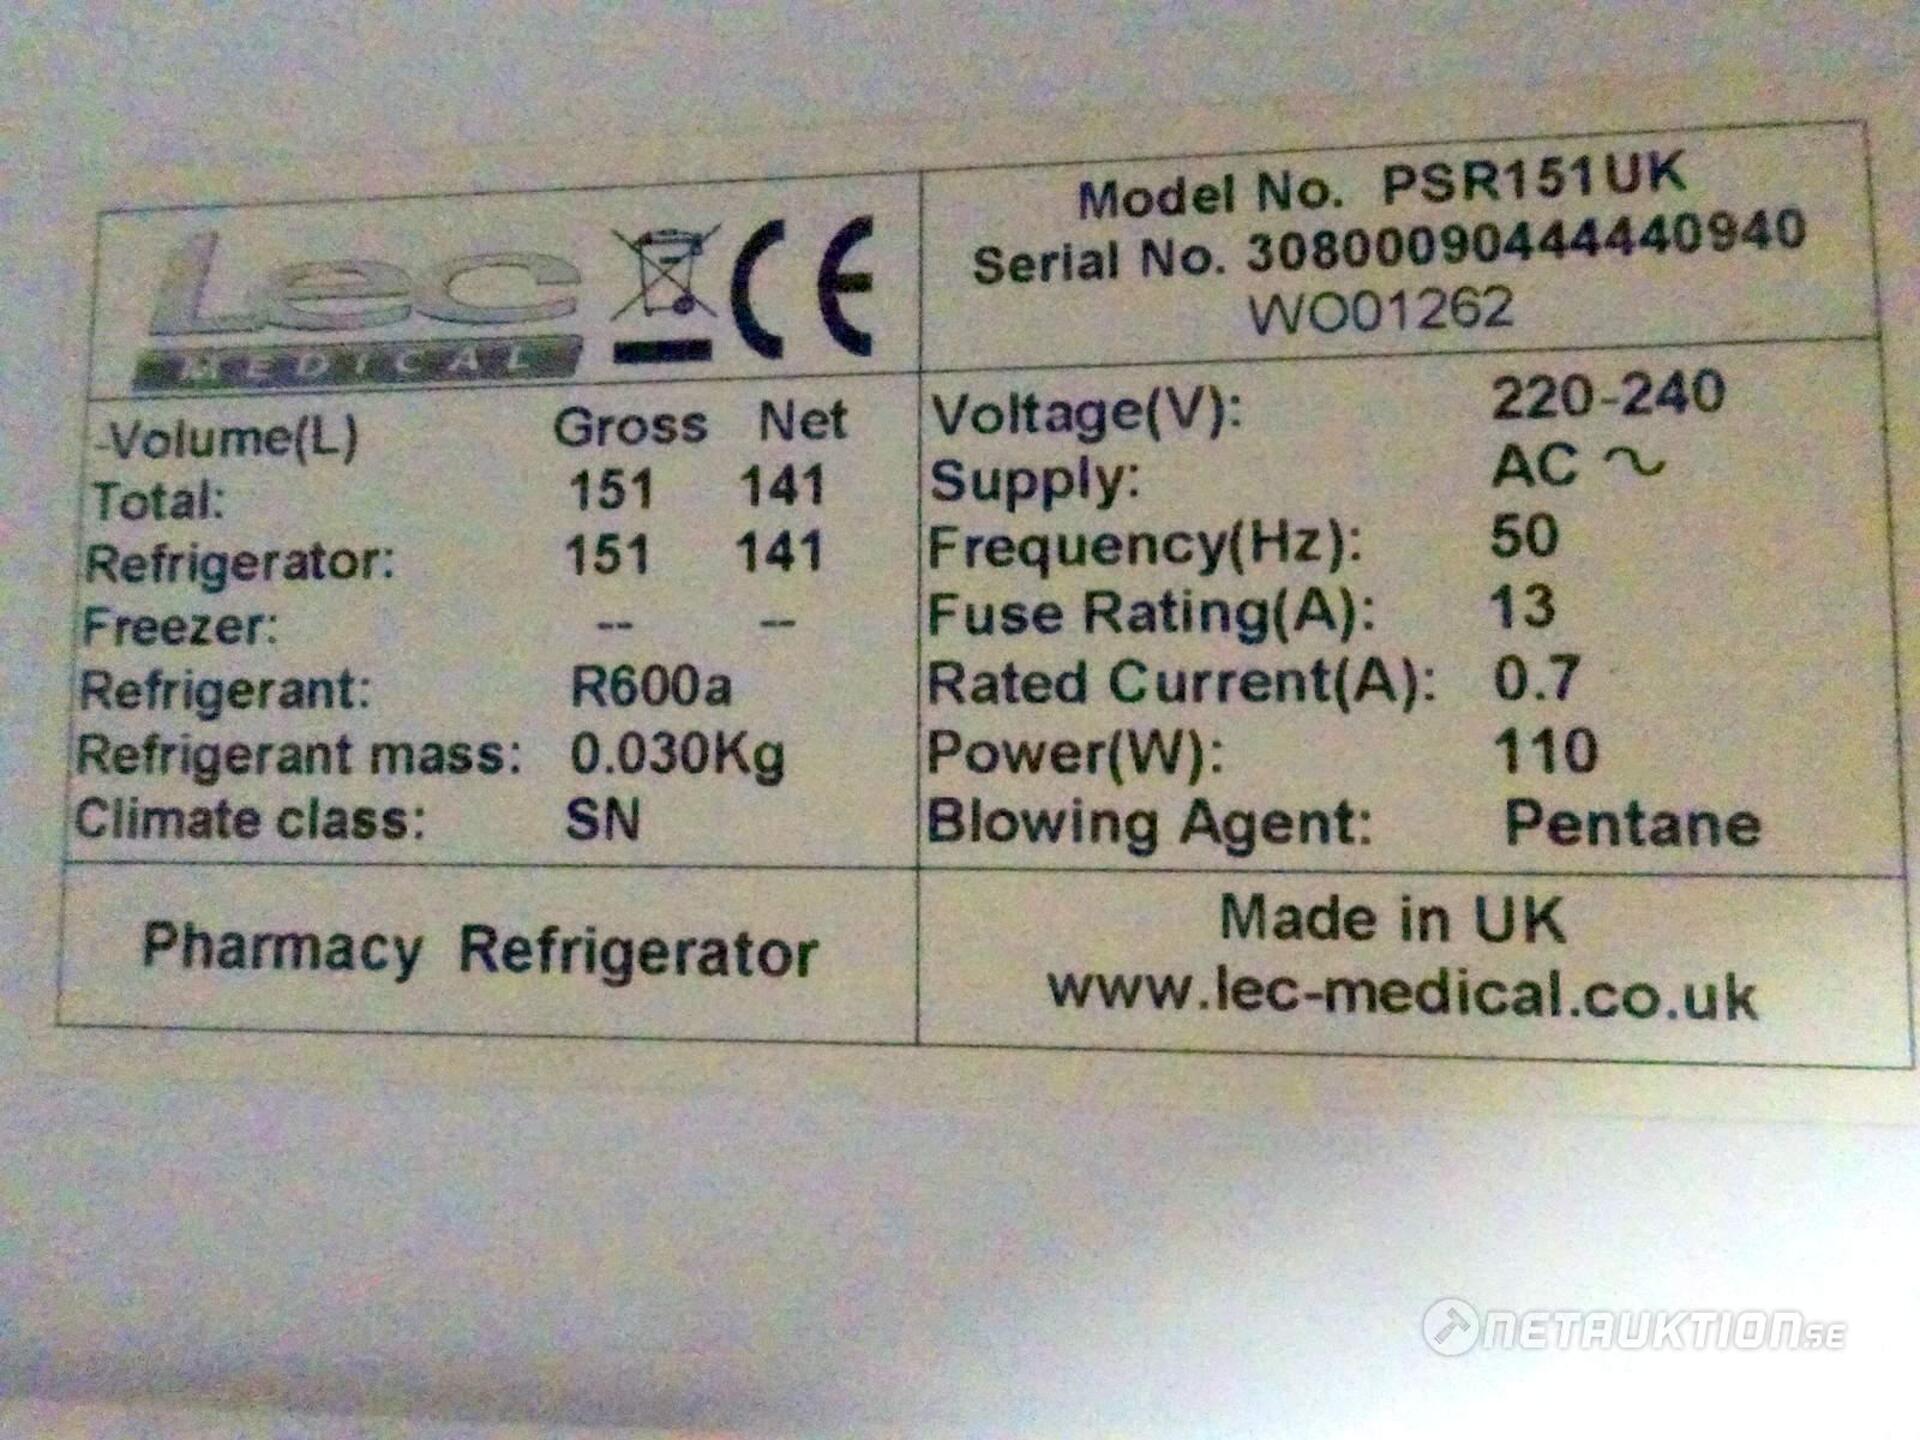 Lec
MEDICAL
CE
Model No. PSR151UK
Serial No. 30800090444440940
WO01262
-Volume(L) Gross Net
Total: 151 141
Refrigerator: 151 141
Freezer: -- --
Refrigerant: R600a
Refrigerant mass: 0.030Kg
Climate class: SN
Voltage(V): 220-240
Supply: AC ~
Frequency(Hz): 50
Fuse Rating(A): 13
Rated Current(A): 0.7
Power(W): 110
Blowing Agent: Pentane
Pharmacy Refrigerator
Made in UK
www.lec-medical.co.uk
NETAUKTION.SE